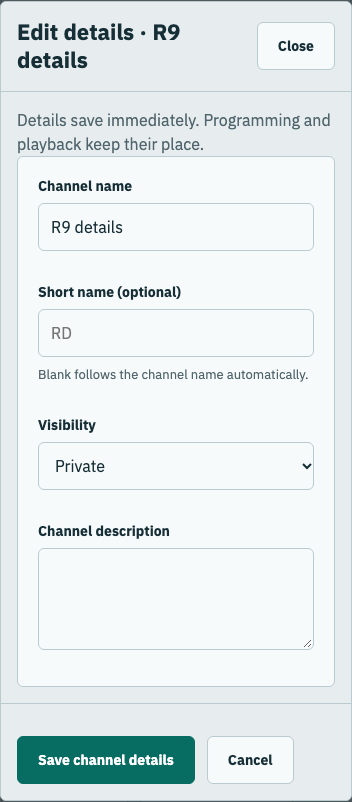 Edit details · R9
details
Close
Details save immediately. Programming and
playback keep their place.
Channel name
R9 details
Short name (optional)
RD
Blank follows the channel name automatically.
Visibility
Private
Channel description
Save channel details
Cancel